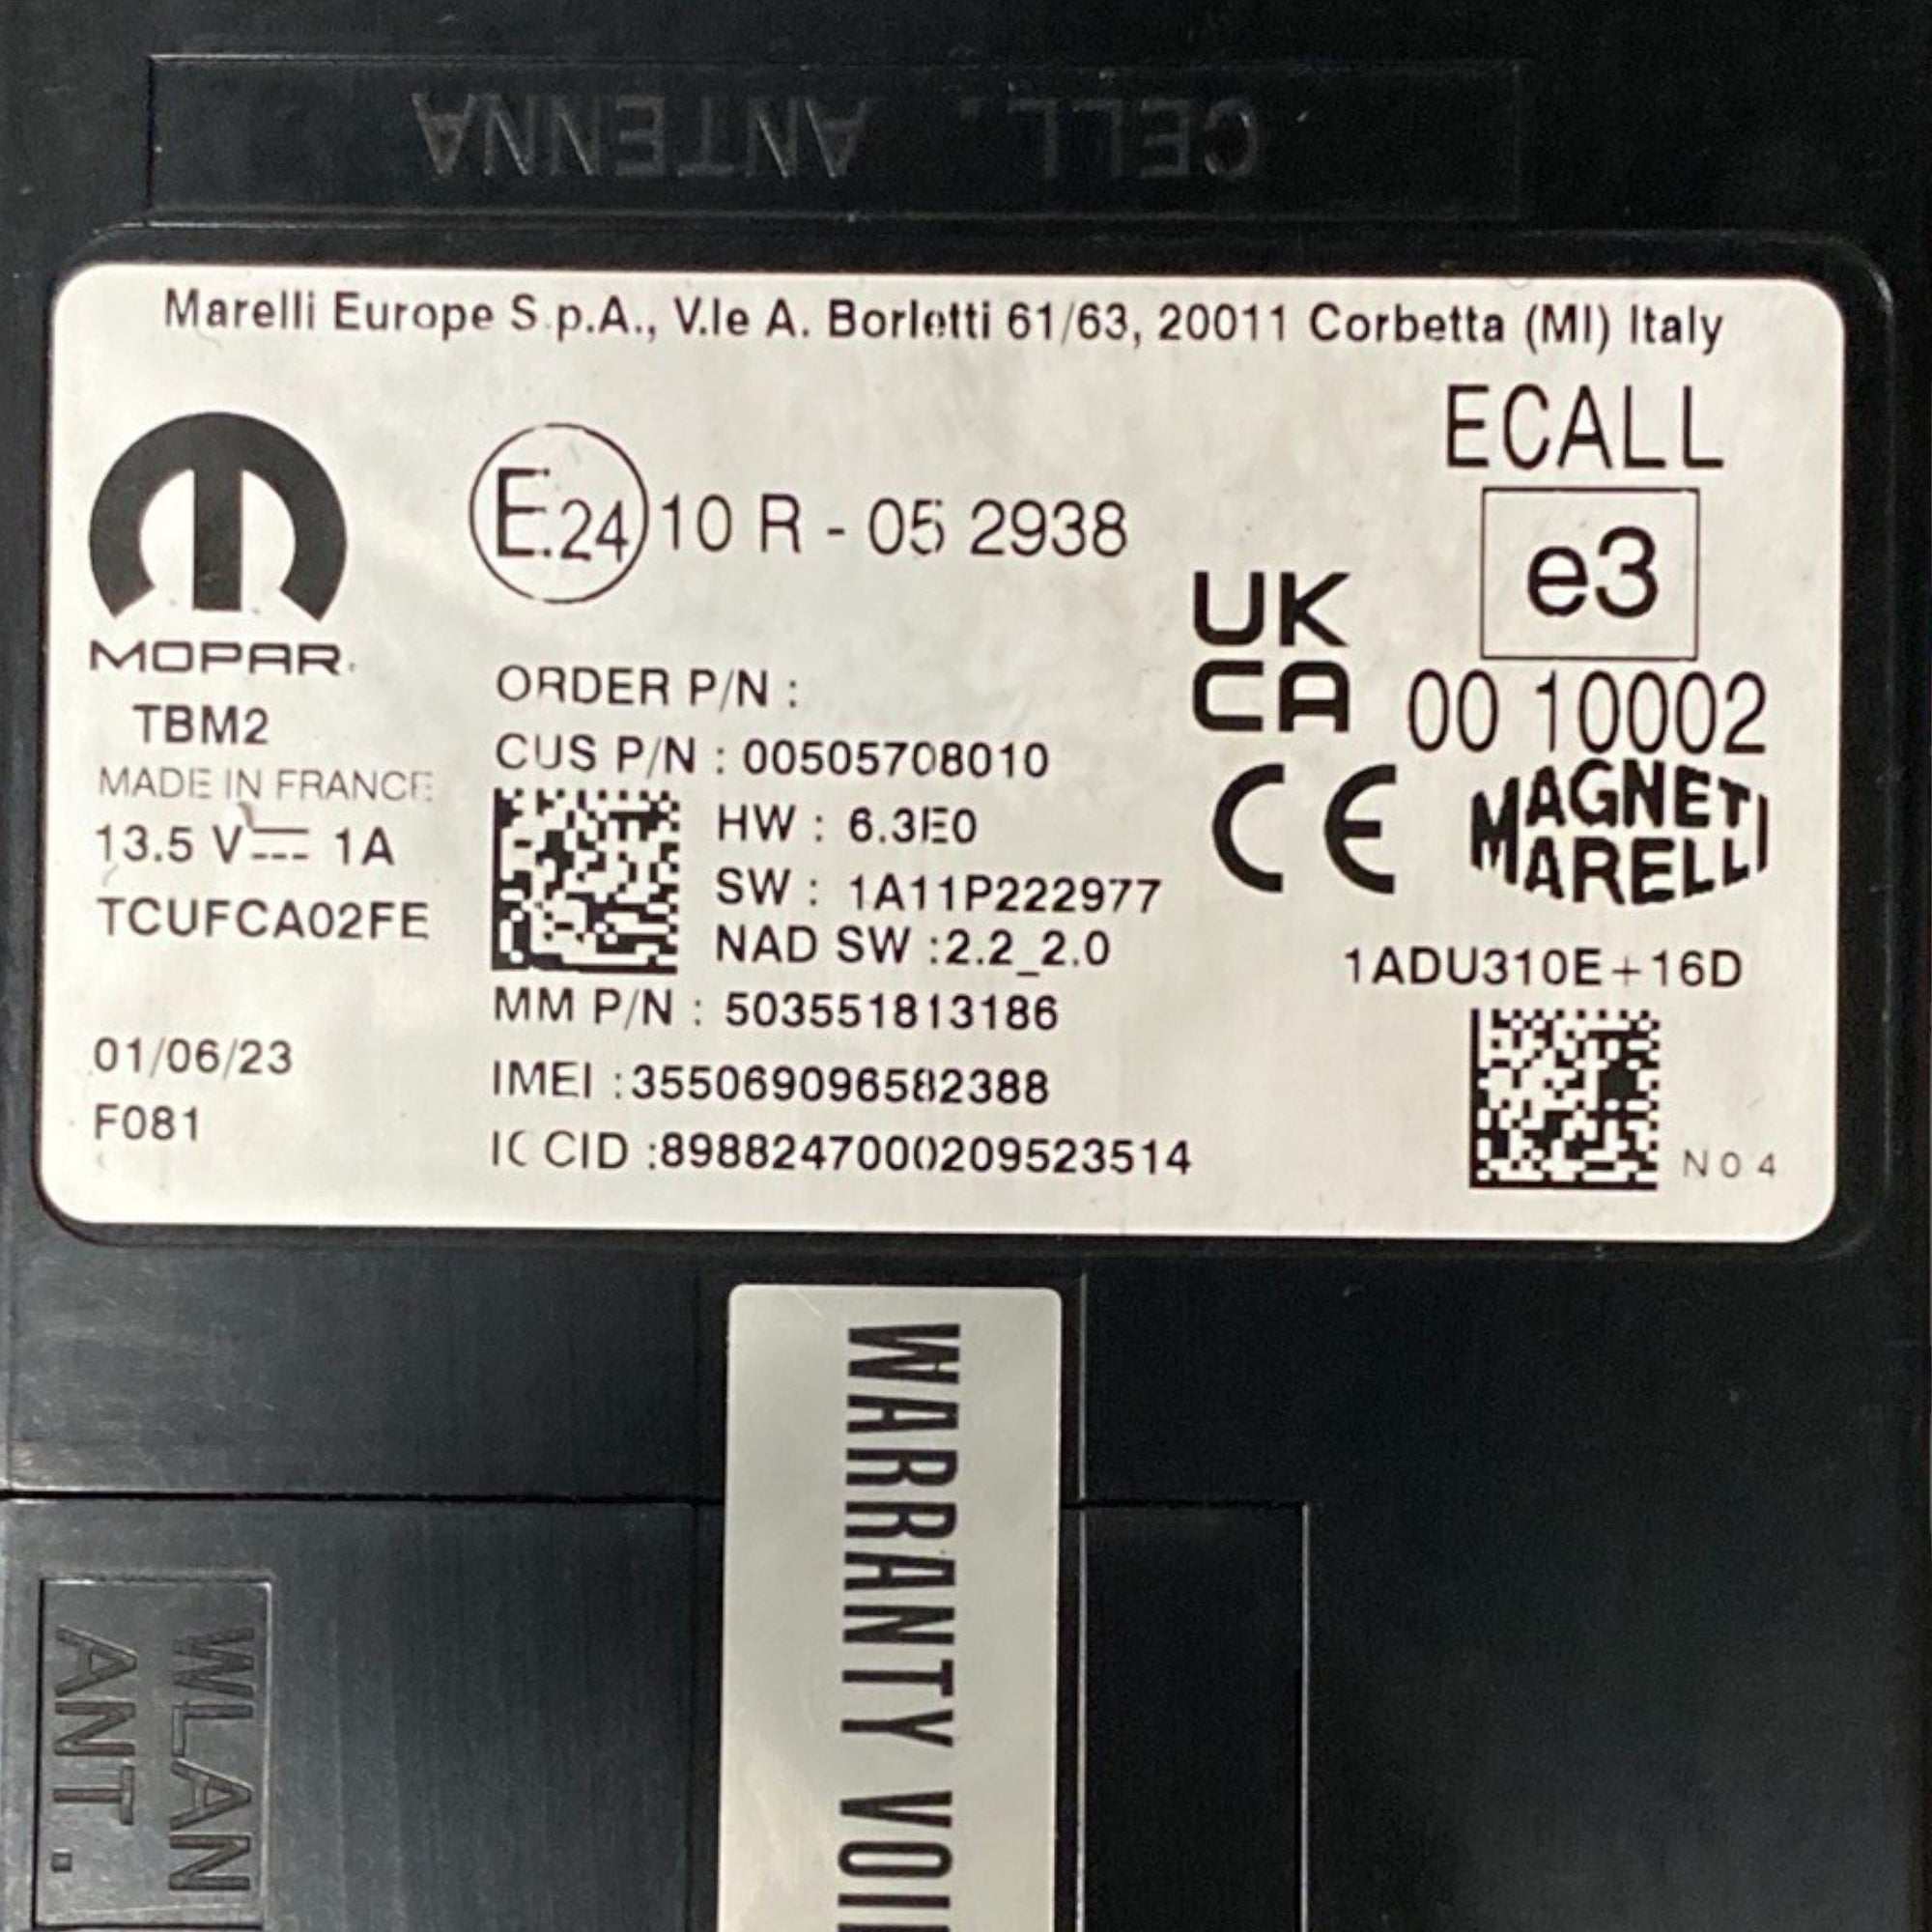 CELL. ANTENNA
Marelli Europe S.p.A., V.le A. Borletti 61/63, 20011 Corbetta (MI) Italy
ECALL
E.24 10 R - 05 2938
e3
UK
CA
00 10002
MOPAR.
TBM2
MADE IN FRANCE
13.5 V 1A
TCUFCA02FE
01/06/23
F081
ORDER P/N :
CUS P/N : 00505708010
HW : 6.3E0
SW : 1A11P222977
NAD SW :2.2_2.0
MM P/N : 503551813186
IMEI :355069096582388
ICCID :89882470000209523514
CE
MAGNETI
MARELLI
1ADU310E+16D
N04
WARRANTY VOID
WLAN
ANT.